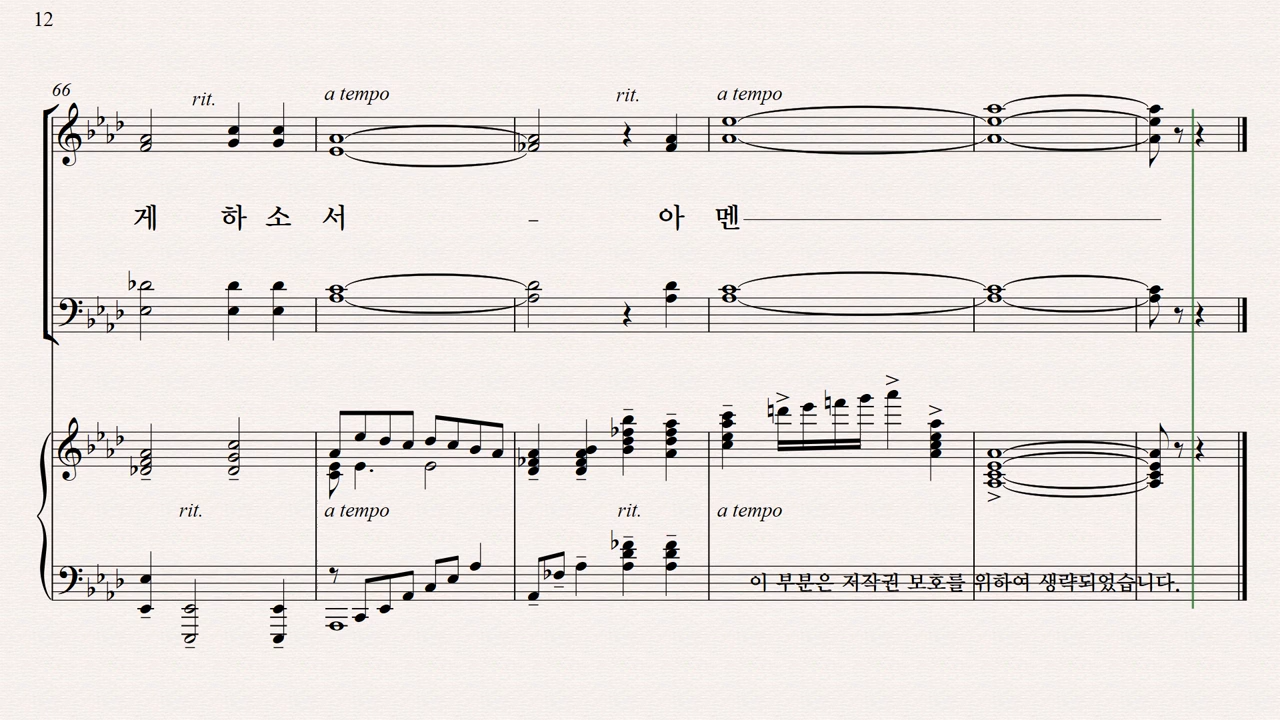 12
66
rit.
a tempo
rit.
a tempo
게 하 소 서 - 아 멘
rit.
a tempo
rit.
a tempo
이 부분은 저작권 보호를 위하여 생략되었습니다.